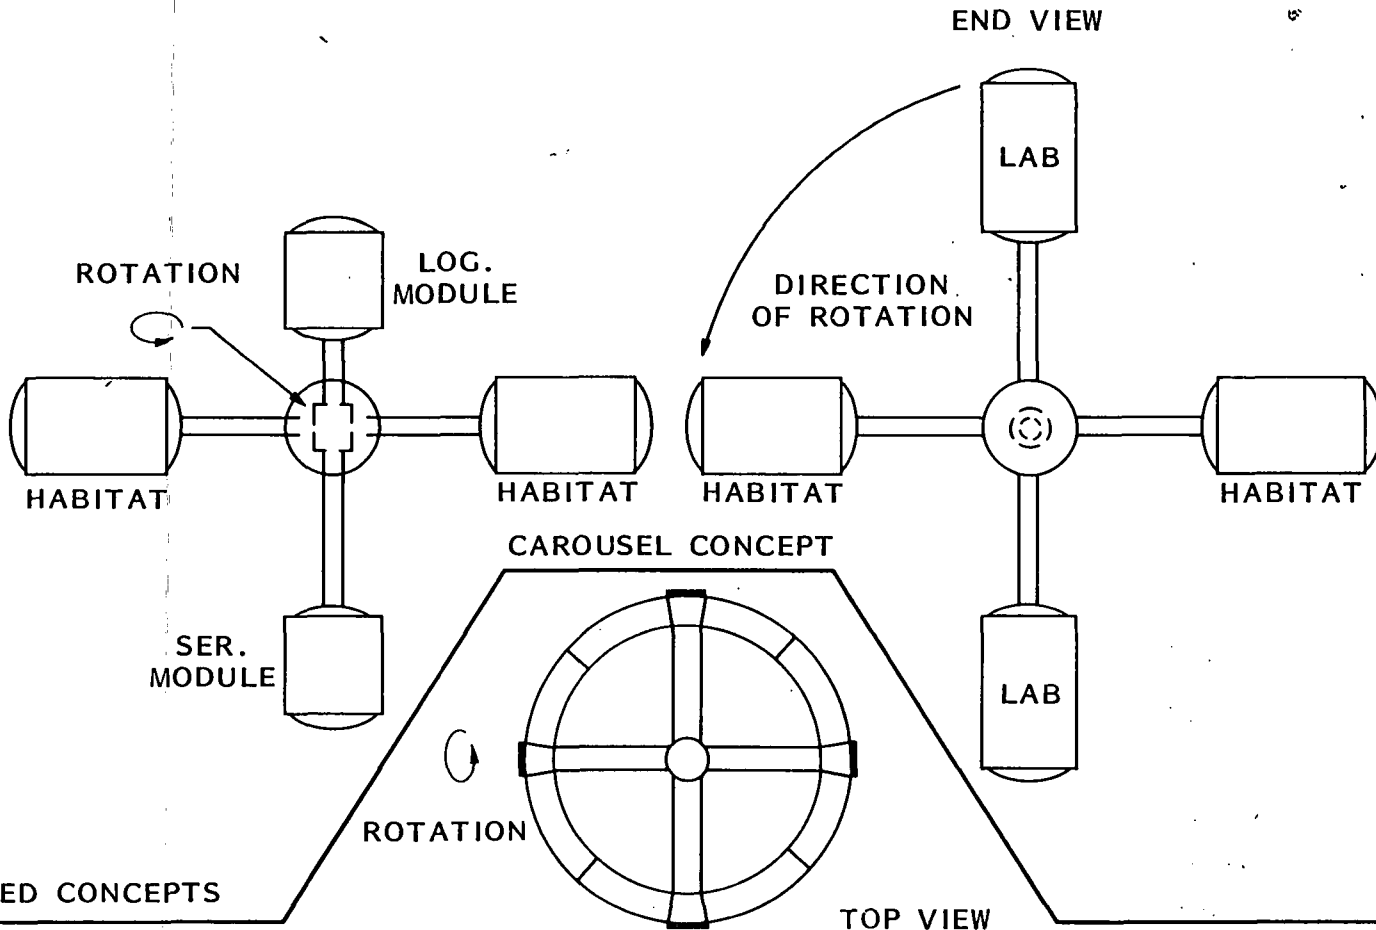 END VIEW
LAB
ROTATION
LOG.
MODULE
DIRECTION
OF ROTATION
HABITAT
HABITAT
HABITAT
HABITAT
CAROUSEL CONCEPT
SER.
MODULE
LAB
ROTATION
ED CONCEPTS
TOP VIEW